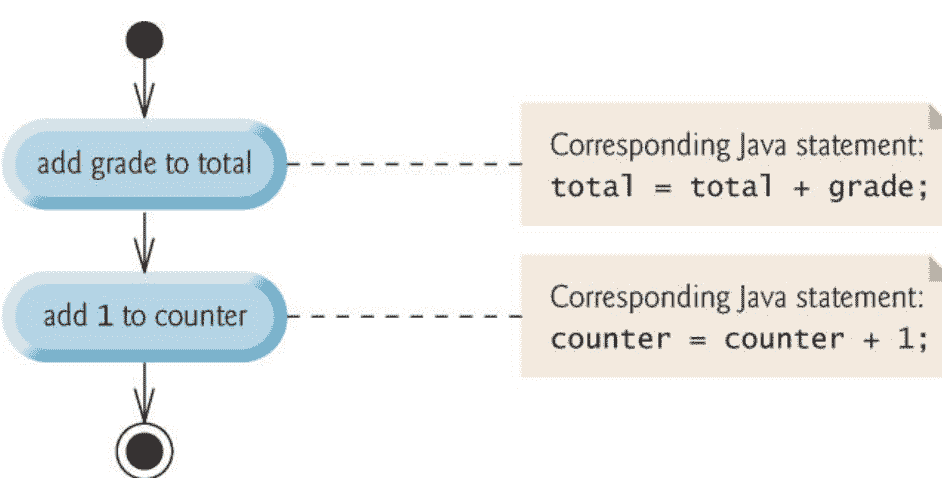 add grade to total
Corresponding Java statement:
total = total + grade;
add 1 to counter
Corresponding Java statement:
counter = counter + 1;